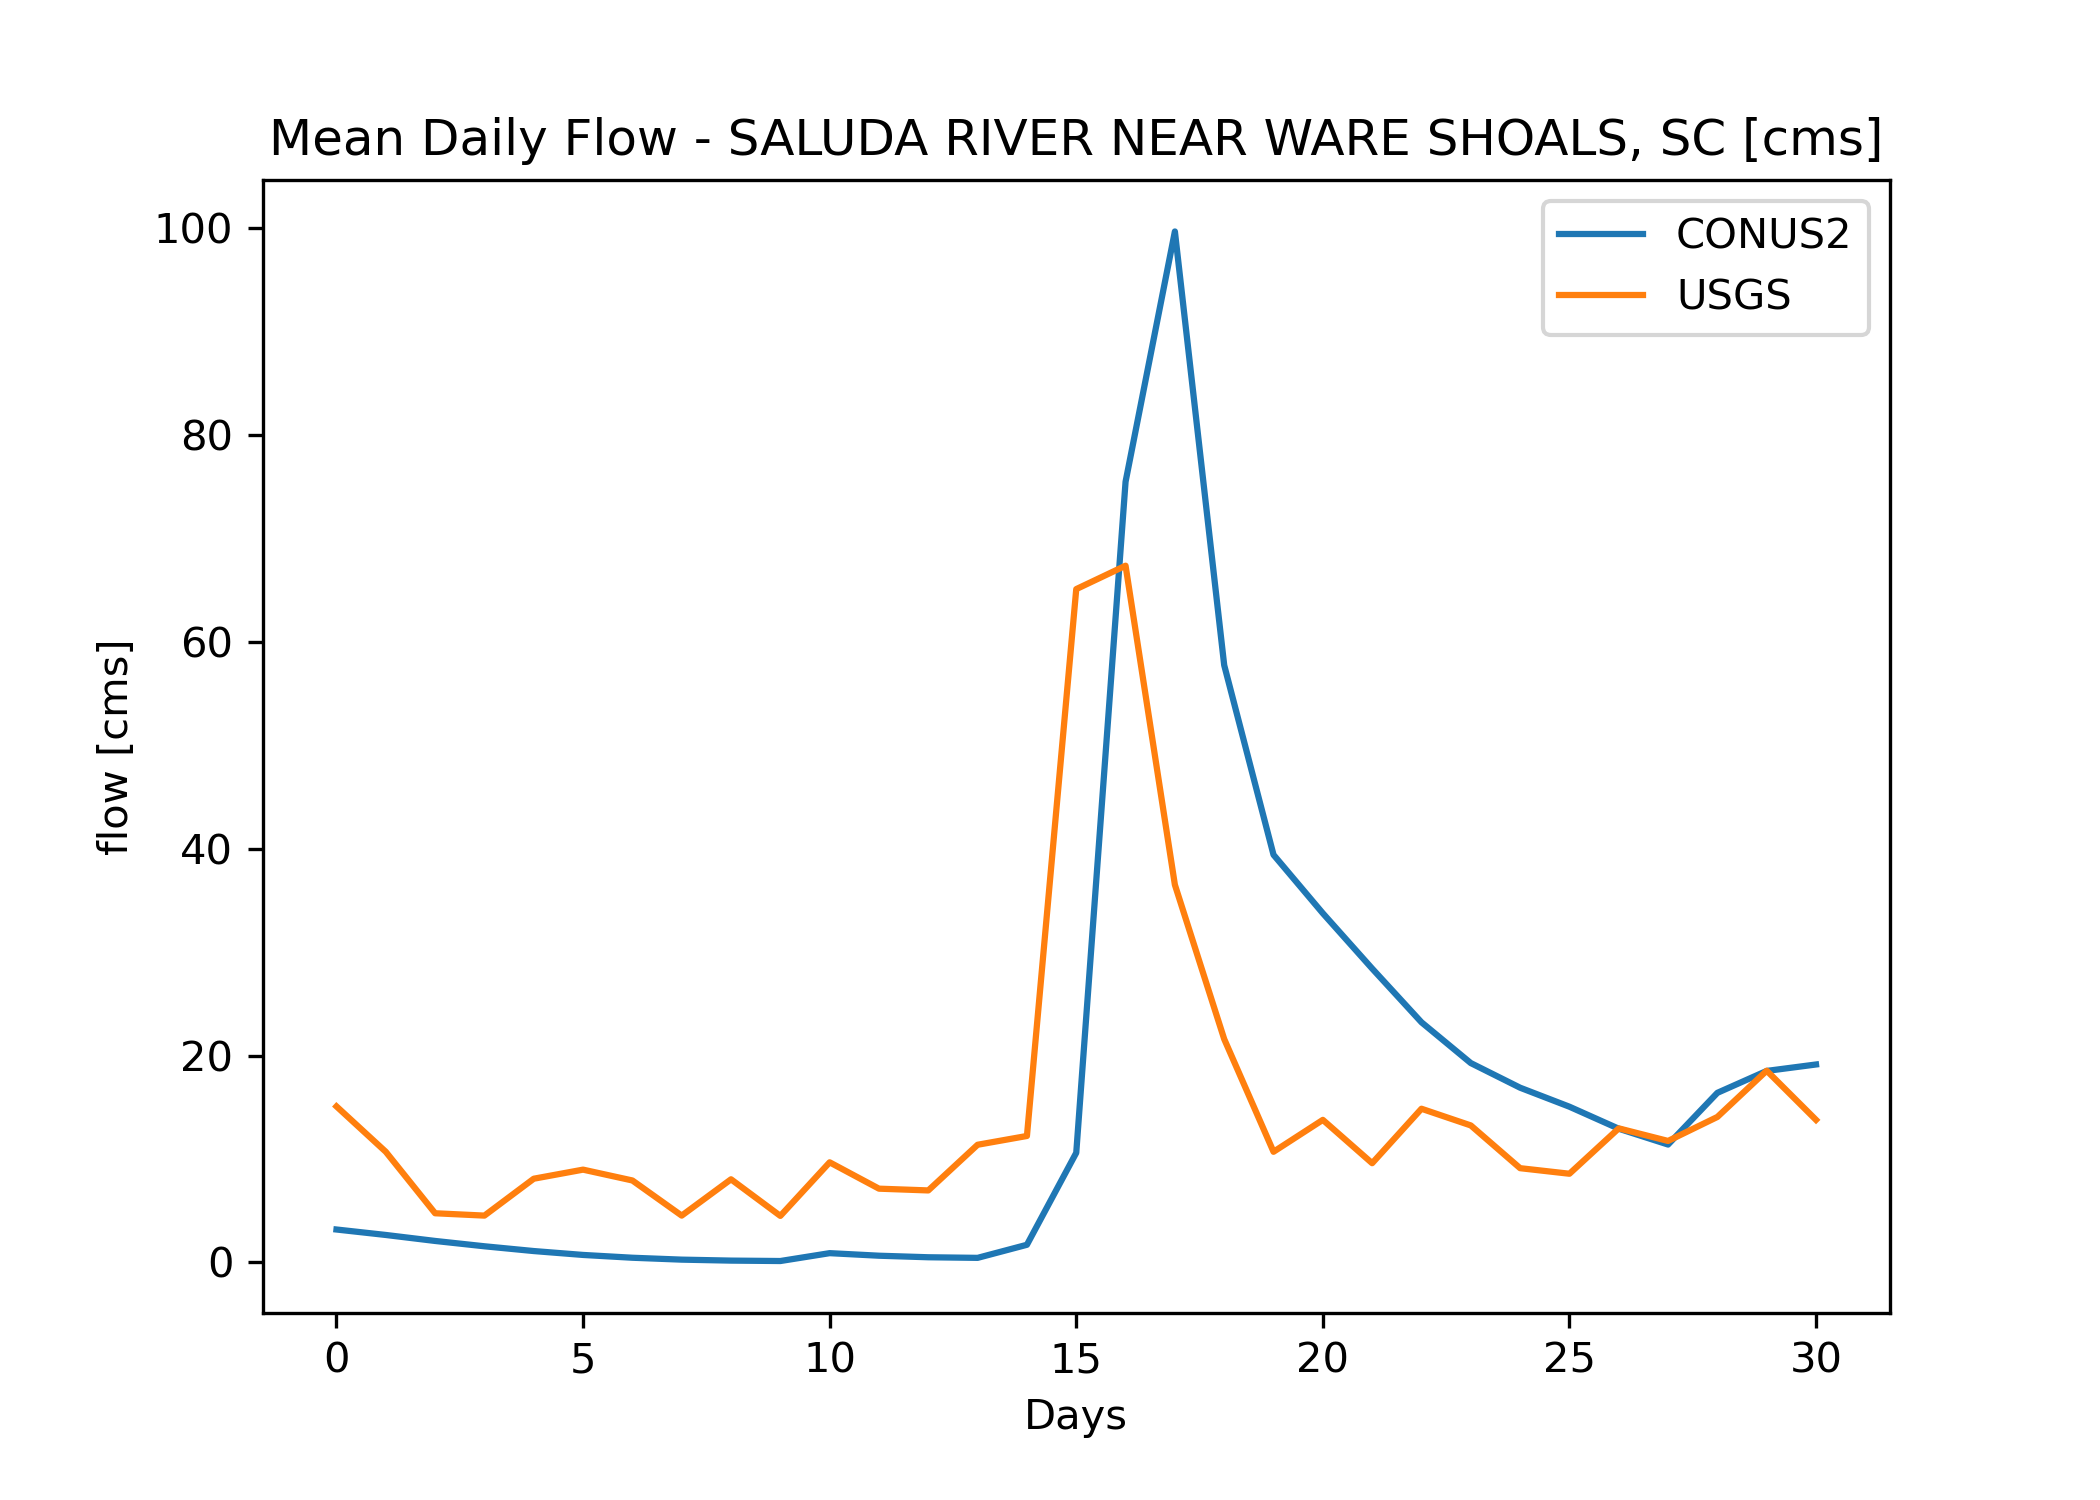 Mean Daily Flow - SALUDA RIVER NEAR WARE SHOALS, SC [cms]
CONUS2
USGS
100
80
60
40
20
0
flow [cms]
0 5 10 15 20 25 30
Days